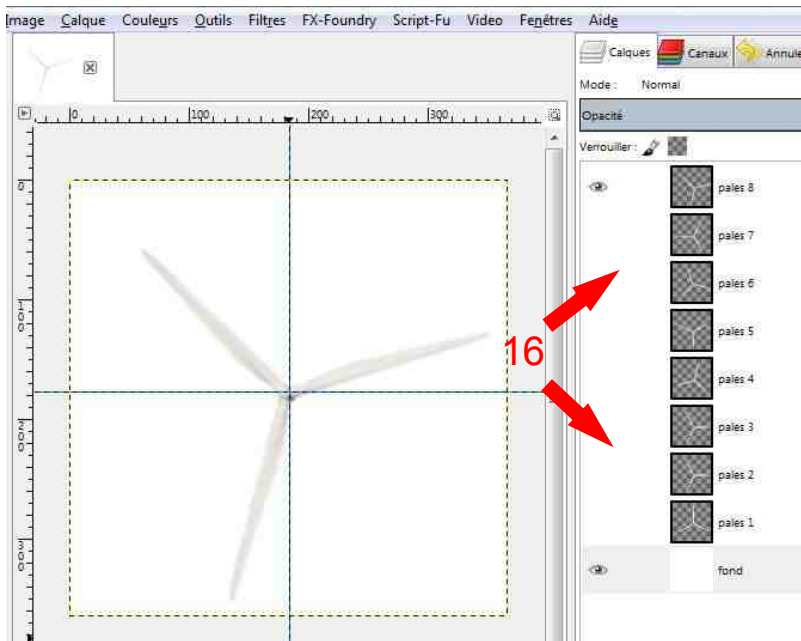 Image Calque Couleurs Outils Filtres FX-Foundry Script-Fu Video Fenêtres Aide
Calques Canaux Annule
Mode : Normal
Opacité
Verrouiller :
0 100 200 300
0
100
200
300
16
pales 8
pales 7
pales 6
pales 5
pales 4
pales 3
pales 2
pales 1
fond